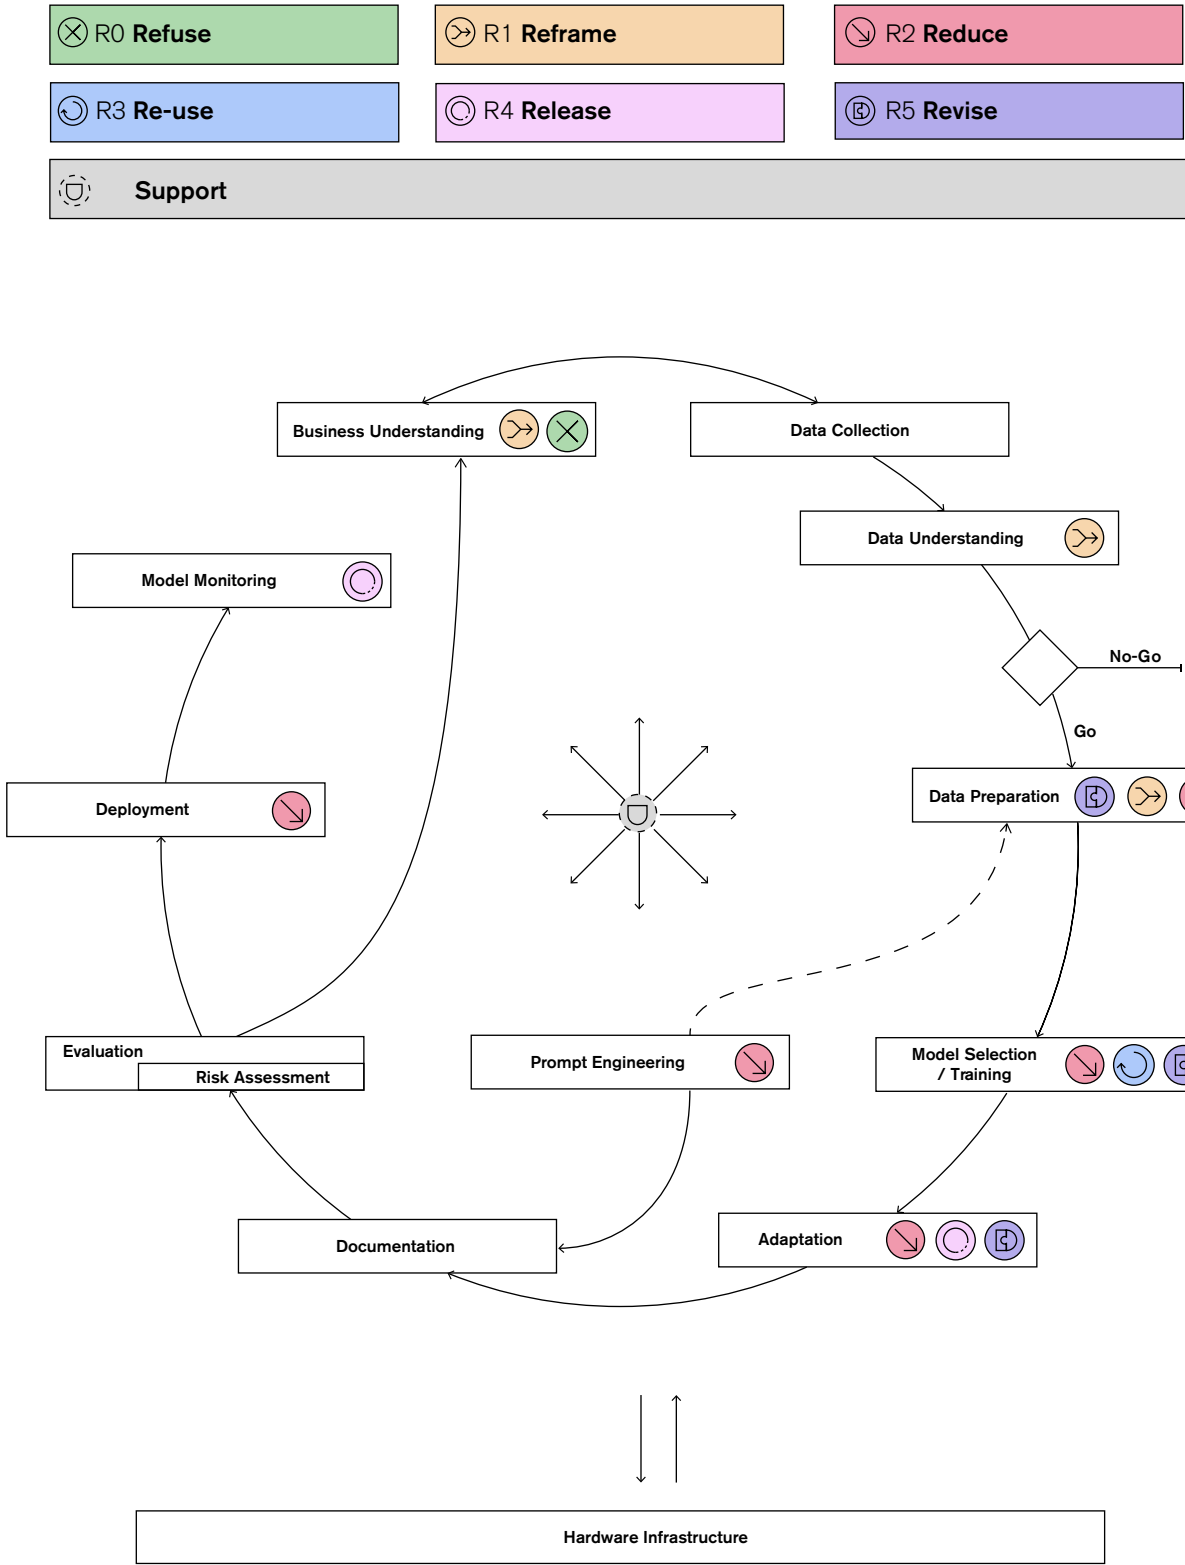 R0 Refuse
R1 Reframe
R2 Reduce
R3 Re-use
R4 Release
R5 Revise
Support
Business Understanding
Data Collection
Data Understanding
Model Monitoring
No-Go
Go
Deployment
Data Preparation
Evaluation
Risk Assessment
Prompt Engineering
Model Selection
/ Training
Documentation
Adaptation
Hardware Infrastructure